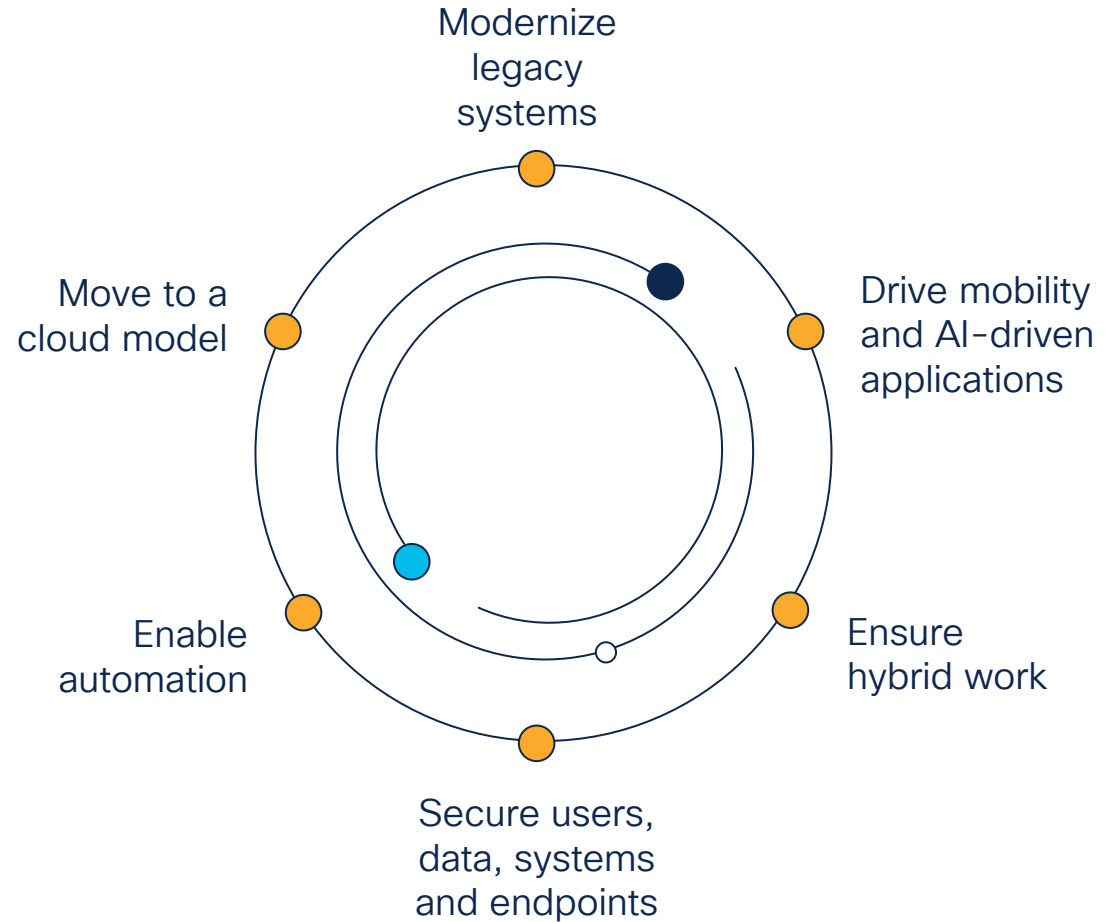 Modernize
legacy
systems
Drive mobility
and AI-driven
applications
Ensure
hybrid work
Secure users,
data, systems
and endpoints
Enable
automation
Move to a
cloud model